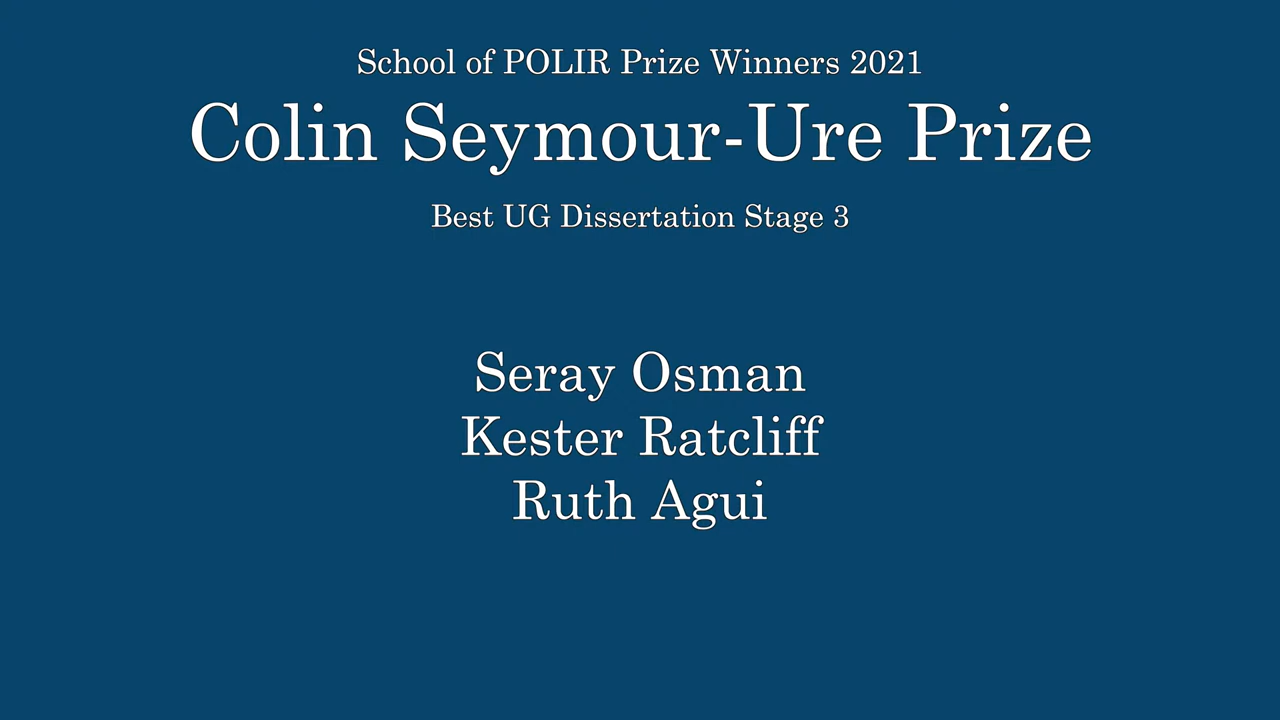 School of POLIR Prize Winners 2021
Colin Seymour-Ure Prize
Best UG Dissertation Stage 3
Seray Osman
Kester Ratcliff
Ruth Agui